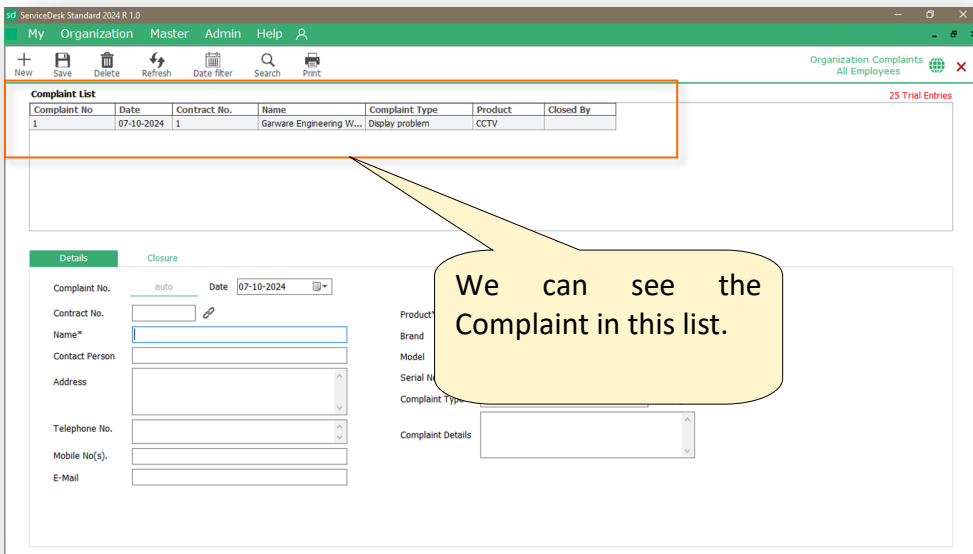 sd ServiceDesk Standard 2024 R 1.0
My Organization Master Admin Help
New Save Delete Refresh Date filter Search Print
Organization Complaints
All Employees
Complaint List
25 Trial Entries
Complaint No Date Contract No. Name Complaint Type Product Closed By
1 07-10-2024 1 Garware Engineering W... Display problem CCTV
Details Closure
Complaint No. auto Date 07-10-2024
Contract No.
Name*
Contact Person
Address
Telephone No.
Mobile No(s).
E-Mail
Product*
Brand
Model
Serial N
Complaint Type
Complaint Details
We can see the
Complaint in this list.